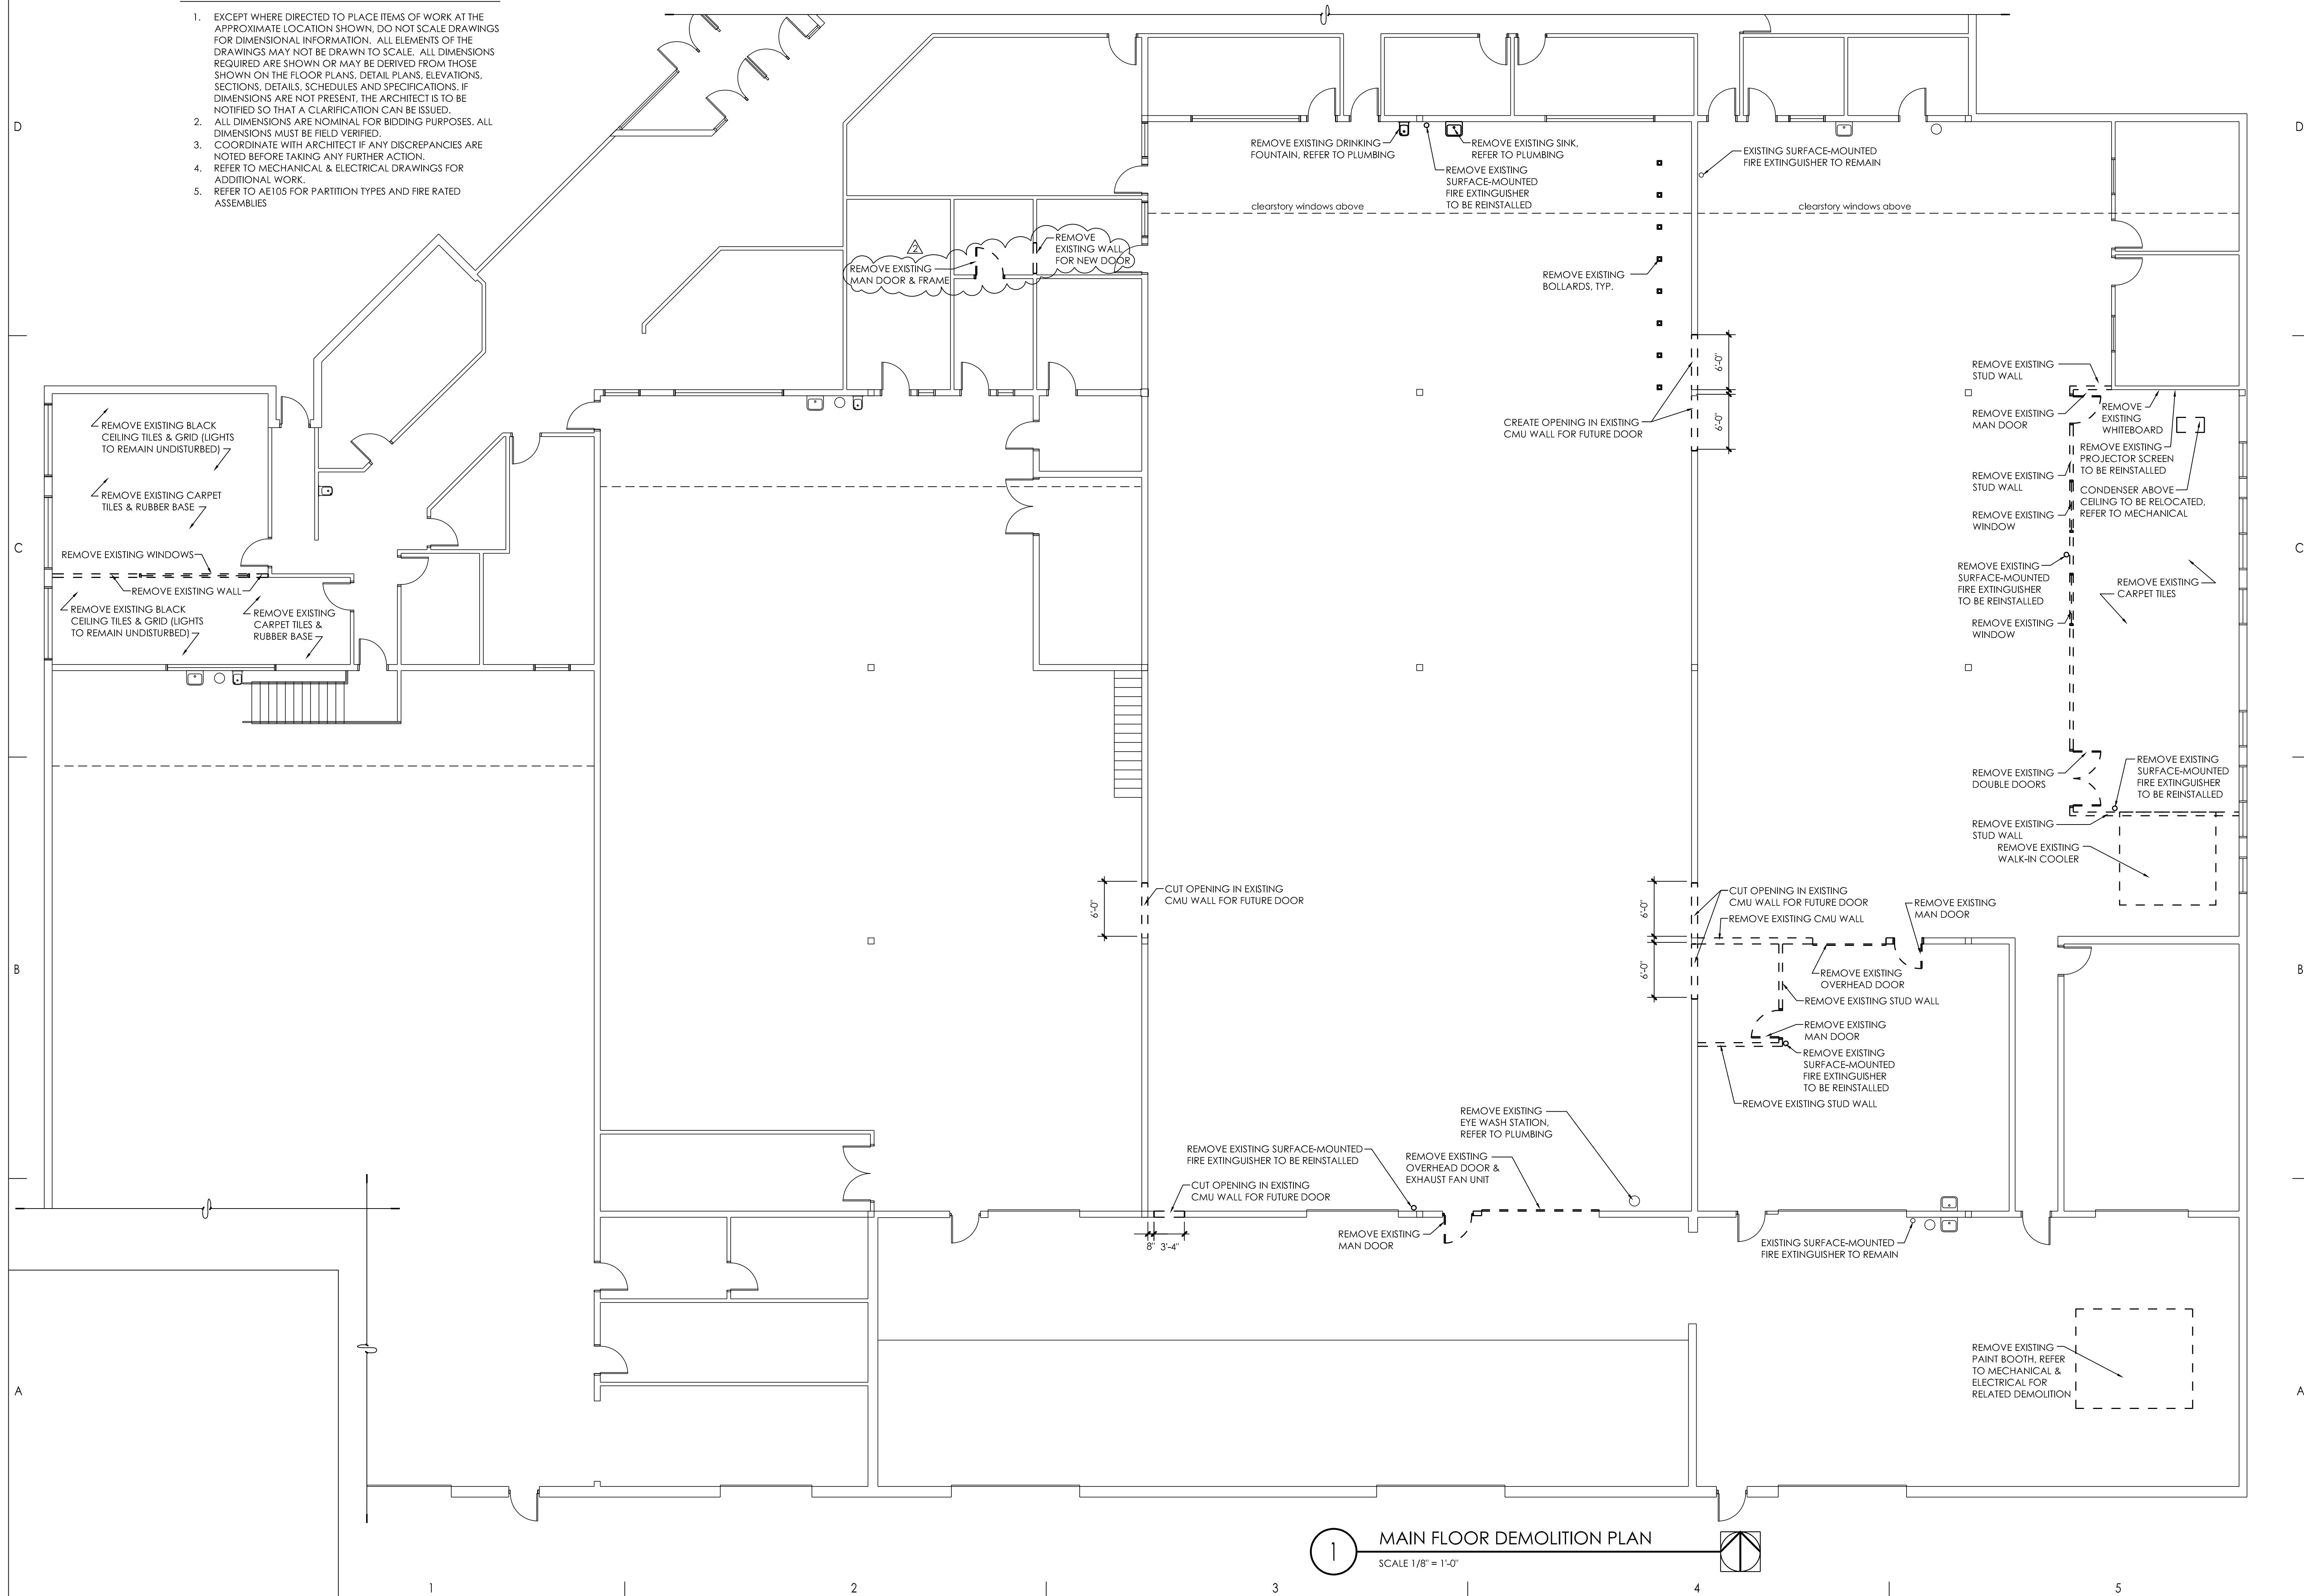 1. EXCEPT WHERE DIRECTED TO PLACE ITEMS OF WORK AT THE
APPROXIMATE LOCATION SHOWN, DO NOT SCALE DRAWINGS
FOR DIMENSIONAL INFORMATION. ALL ELEMENTS OF THE
DRAWINGS MAY NOT BE DRAWN TO SCALE. ALL DIMENSIONS
REQUIRED ARE SHOWN OR MAY BE DERIVED FROM THOSE
SHOWN ON THE FLOOR PLANS, DETAIL PLANS, ELEVATIONS,
SECTIONS, DETAILS, SCHEDULES AND SPECIFICATIONS. IF
DIMENSIONS ARE NOT PRESENT, THE ARCHITECT IS TO BE
NOTIFIED SO THAT A CLARIFICATION CAN BE ISSUED.
2. ALL DIMENSIONS ARE NOMINAL FOR BIDDING PURPOSES. ALL
DIMENSIONS MUST BE FIELD VERIFIED.
3. COORDINATE WITH ARCHITECT IF ANY DISCREPANCIES ARE
NOTED BEFORE TAKING ANY FURTHER ACTION.
4. REFER TO MECHANICAL & ELECTRICAL DRAWINGS FOR
ADDITIONAL WORK.
5. REFER TO AE105 FOR PARTITION TYPES AND FIRE RATED
ASSEMBLIES
D
D
REMOVE EXISTING DRINKING
FOUNTAIN, REFER TO PLUMBING
REMOVE EXISTING SINK,
REFER TO PLUMBING
REMOVE EXISTING
SURFACE-MOUNTED
FIRE EXTINGUISHER
TO BE REINSTALLED
EXISTING SURFACE-MOUNTED
FIRE EXTINGUISHER TO REMAIN
clearstory windows above
clearstory windows above
2
REMOVE EXISTING
MAN DOOR & FRAME
REMOVE
EXISTING WALL
FOR NEW DOOR
REMOVE EXISTING
BOLLARDS, TYP.
6'-0"
6'-0"
CREATE OPENING IN EXISTING
CMU WALL FOR FUTURE DOOR
REMOVE EXISTING
STUD WALL
REMOVE EXISTING
MAN DOOR
REMOVE
EXISTING
WHITEBOARD
REMOVE EXISTING
PROJECTOR SCREEN
TO BE REINSTALLED
REMOVE EXISTING
STUD WALL
CONDENSER ABOVE
CEILING TO BE RELOCATED,
REFER TO MECHANICAL
REMOVE EXISTING
WINDOW
REMOVE EXISTING BLACK
CEILING TILES & GRID (LIGHTS
TO REMAIN UNDISTURBED)
REMOVE EXISTING CARPET
TILES & RUBBER BASE
C
C
REMOVE EXISTING WINDOWS
REMOVE EXISTING WALL
REMOVE EXISTING BLACK
CEILING TILES & GRID (LIGHTS
TO REMAIN UNDISTURBED)
REMOVE EXISTING
CARPET TILES &
RUBBER BASE
REMOVE EXISTING
SURFACE-MOUNTED
FIRE EXTINGUISHER
TO BE REINSTALLED
REMOVE EXISTING
CARPET TILES
REMOVE EXISTING
WINDOW
REMOVE EXISTING
DOUBLE DOORS
REMOVE EXISTING
SURFACE-MOUNTED
FIRE EXTINGUISHER
TO BE REINSTALLED
REMOVE EXISTING
STUD WALL
REMOVE EXISTING
WALK-IN COOLER
6'-0"
CUT OPENING IN EXISTING
CMU WALL FOR FUTURE DOOR
6'-0"
6'-0"
CUT OPENING IN EXISTING
CMU WALL FOR FUTURE DOOR
REMOVE EXISTING CMU WALL
REMOVE EXISTING
MAN DOOR
B
B
REMOVE EXISTING
OVERHEAD DOOR
REMOVE EXISTING STUD WALL
REMOVE EXISTING
MAN DOOR
REMOVE EXISTING
SURFACE-MOUNTED
FIRE EXTINGUISHER
TO BE REINSTALLED
REMOVE EXISTING STUD WALL
REMOVE EXISTING
EYE WASH STATION,
REFER TO PLUMBING
REMOVE EXISTING SURFACE-MOUNTED
FIRE EXTINGUISHER TO BE REINSTALLED
REMOVE EXISTING
OVERHEAD DOOR &
EXHAUST FAN UNIT
CUT OPENING IN EXISTING
CMU WALL FOR FUTURE DOOR
8" 3'-4"
REMOVE EXISTING
MAN DOOR
EXISTING SURFACE-MOUNTED
FIRE EXTINGUISHER TO REMAIN
REMOVE EXISTING
PAINT BOOTH, REFER
TO MECHANICAL &
ELECTRICAL FOR
RELATED DEMOLITION
A
A
1
MAIN FLOOR DEMOLITION PLAN
SCALE 1/8" = 1'-0"
1
2
3
4
5